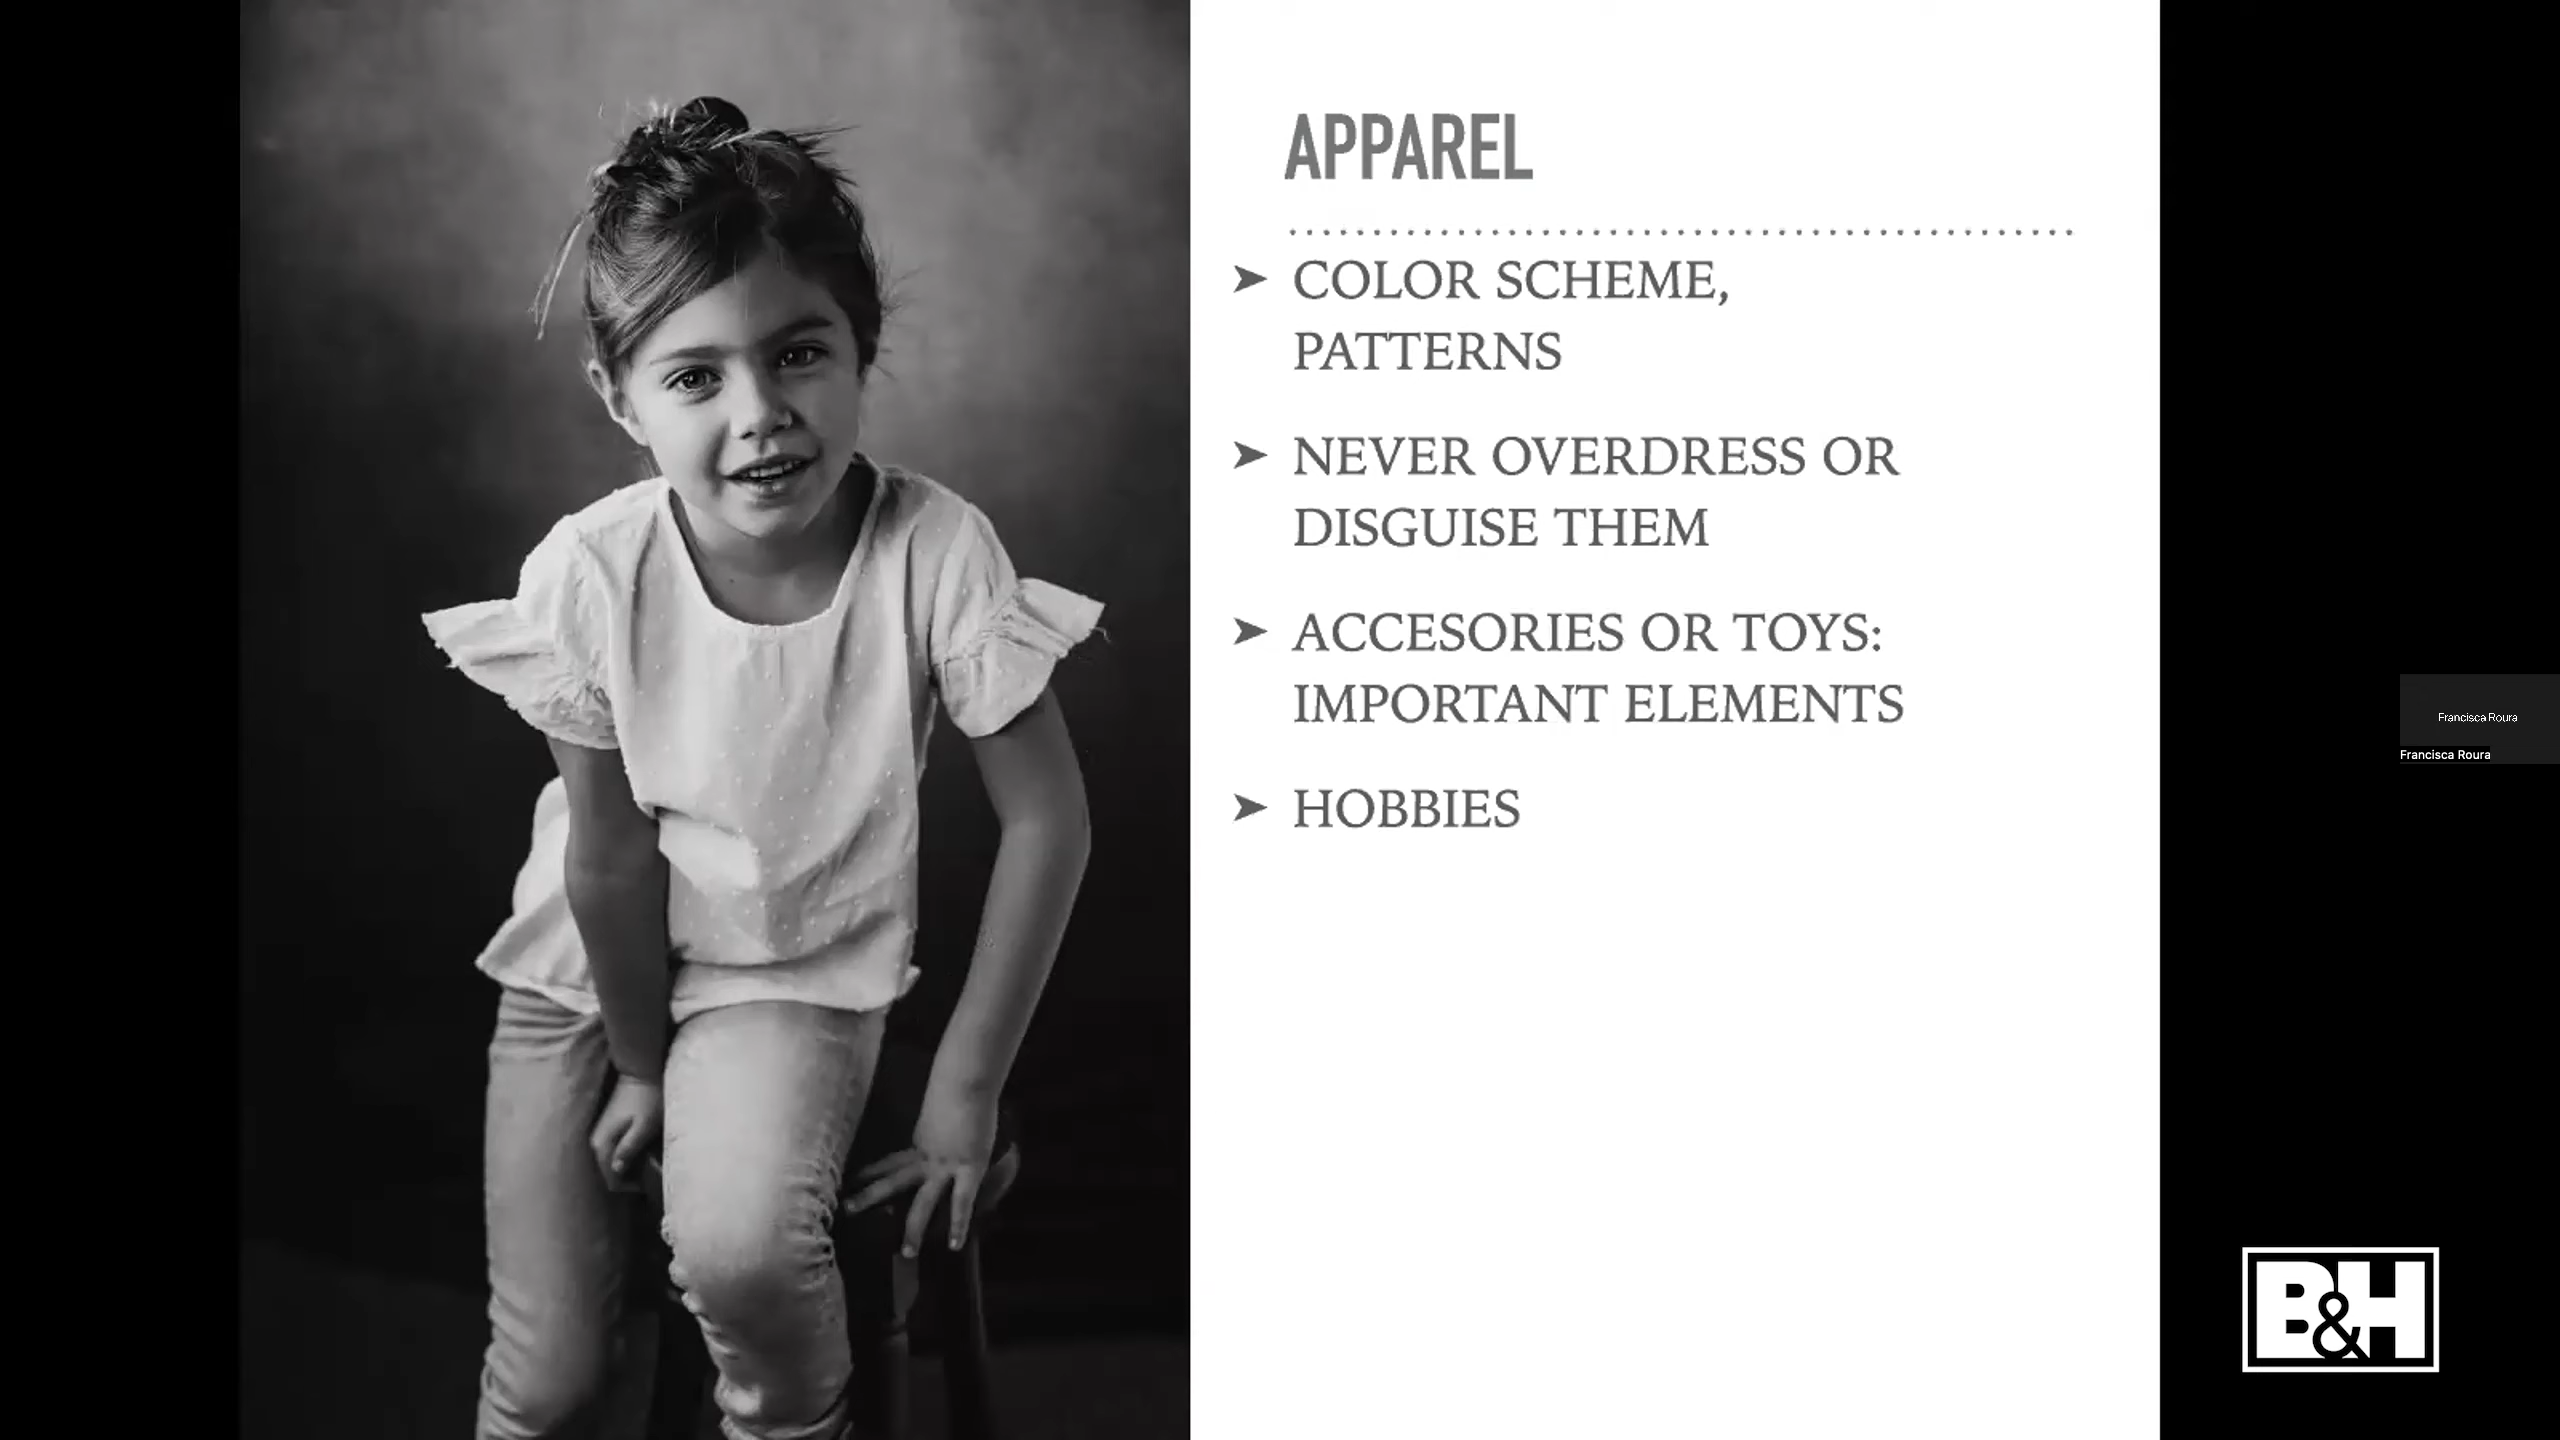 APPAREL
➤ COLOR SCHEME,
PATTERNS
➤ NEVER OVERDRESS OR
DISGUISE THEM
➤ ACCESORIES OR TOYS:
IMPORTANT ELEMENTS
➤ HOBBIES
Francisca Roura
Francisca Roura
B&H